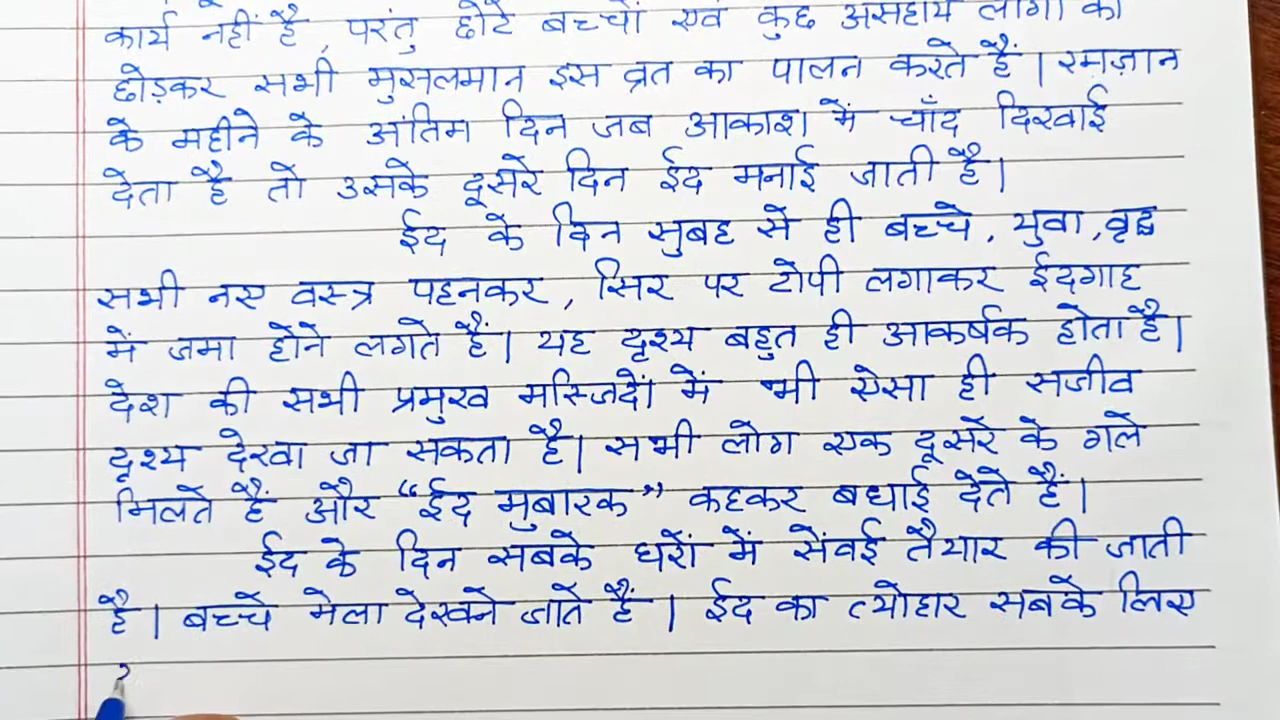 कार्य नहीं है, परंतु छोटे बच्चों एवं कुछ असहाय लोगों को
छोड़कर सभी मुसलमान इस व्रत का पालन करते हैं। रमज़ान
के महीने के अंतिम दिन जब आकाश में चाँद दिखाई
देता है तो उसके दूसरे दिन ईद मनाई जाती है।
ईद के दिन सुबह से ही बच्चे, युवा, वृद्ध
सभी नए वस्त्र पहनकर, सिर पर टोपी लगाकर ईदगाह
में जमा होने लगते हैं। यह दृश्य बहुत ही आकर्षक होता है।
देश की सभी प्रमुख मस्जिदों में भी ऐसा ही सजीव
दृश्य देखा जा सकता है। सभी लोग एक दूसरे के गले
मिलते हैं और “ईद मुबारक” कहकर बधाई देते हैं।
ईद के दिन सबके घरों में सेंवई तैयार की जाती
है। बच्चे मेला देखने जाते हैं। ईद का त्योहार सबके लिए